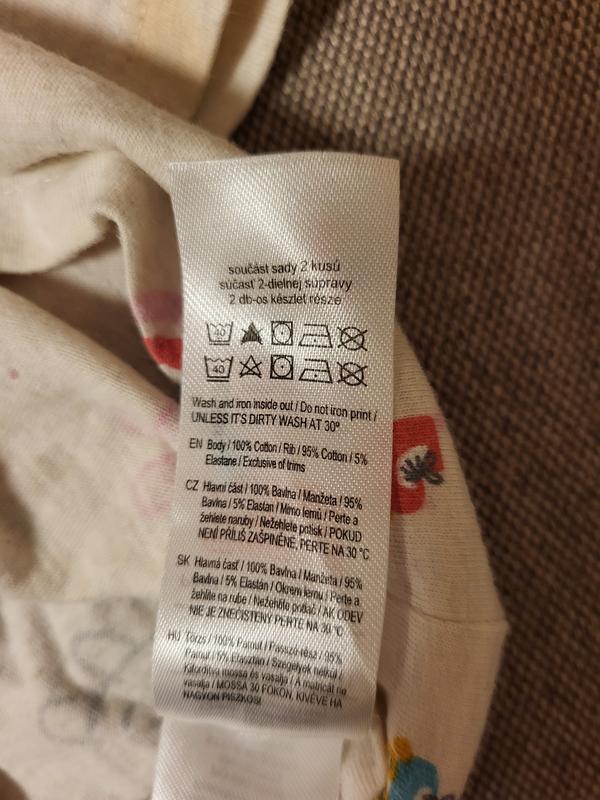 součást sady 2 kusů
súčasť 2-dielnej súpravy
2 db-os készlet része
40
40
Wash and iron inside out / Do not iron print /
UNLESS IT'S DIRTY WASH AT 30º
EN Body / 100% Cotton / Rib / 95% Cotton / 5%
Elastane / Exclusive of trims
CZ Hlavní část / 100% Bavlna / Manžeta / 95%
Bavlna / 5% Elastan / Mimo lemů / Perte a
žehlete naruby / Nežehlete potisk / POKUD
NENÍ PŘÍLIŠ ZAŠPINĚNÉ, PERTE NA 30 °C
SK Hlavná časť / 100% Bavlna / Manžeta / 95%
Bavlna / 5% Elastán / Okrem lemu / Perte a
žehlite na rube / Nežehlite potlač / AK ODEV
NIE JE ZNEČISTENÝ PERTE NA 30 °C
HU Törzs / 100% Pamut / Passzé-rész / 95%
Pamut / 5% Elasztán / Szegélyek nélkül /
Kifordítva mossa és vasalja / A matricát ne
vasalja / MOSSA 30 FOKON, KIVÉVE HA
NAGYON PISZKOS!